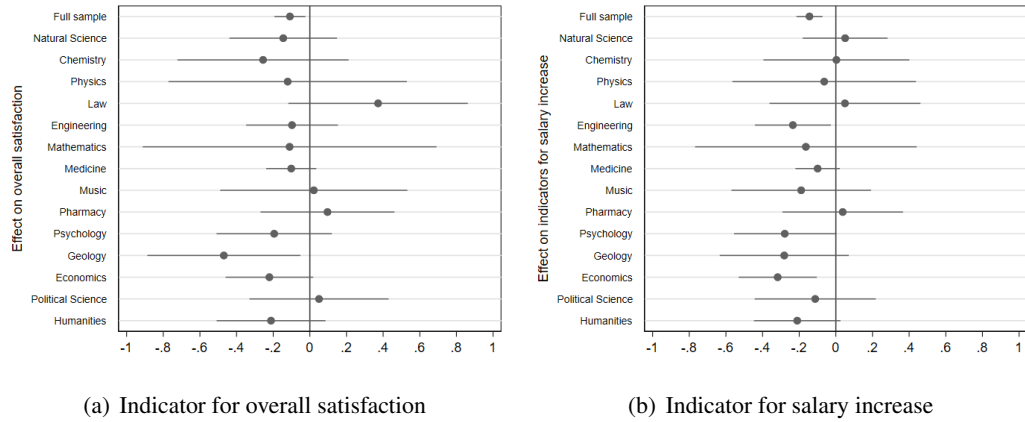 Effect on overall satisfaction
Full sample
Natural Science
Chemistry
Physics
Law
Engineering
Mathematics
Medicine
Music
Pharmacy
Psychology
Geology
Economics
Political Science
Humanities
-1 -.8 -.6 -.4 -.2 0 .2 .4 .6 .8 1
(a) Indicator for overall satisfaction
Effect on indicators for salary increase
Full sample
Natural Science
Chemistry
Physics
Law
Engineering
Mathematics
Medicine
Music
Pharmacy
Psychology
Geology
Economics
Political Science
Humanities
-1 -.8 -.6 -.4 -.2 0 .2 .4 .6 .8 1
(b) Indicator for salary increase